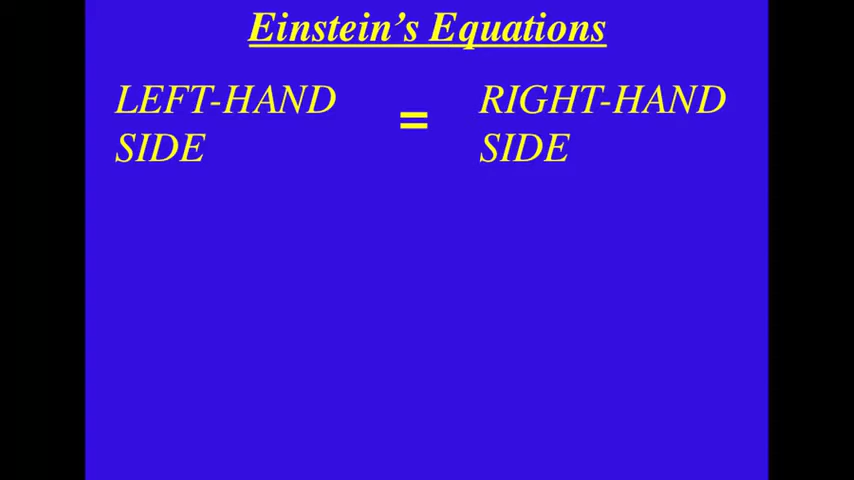 Einstein's Equations
LEFT-HAND SIDE
=
RIGHT-HAND SIDE